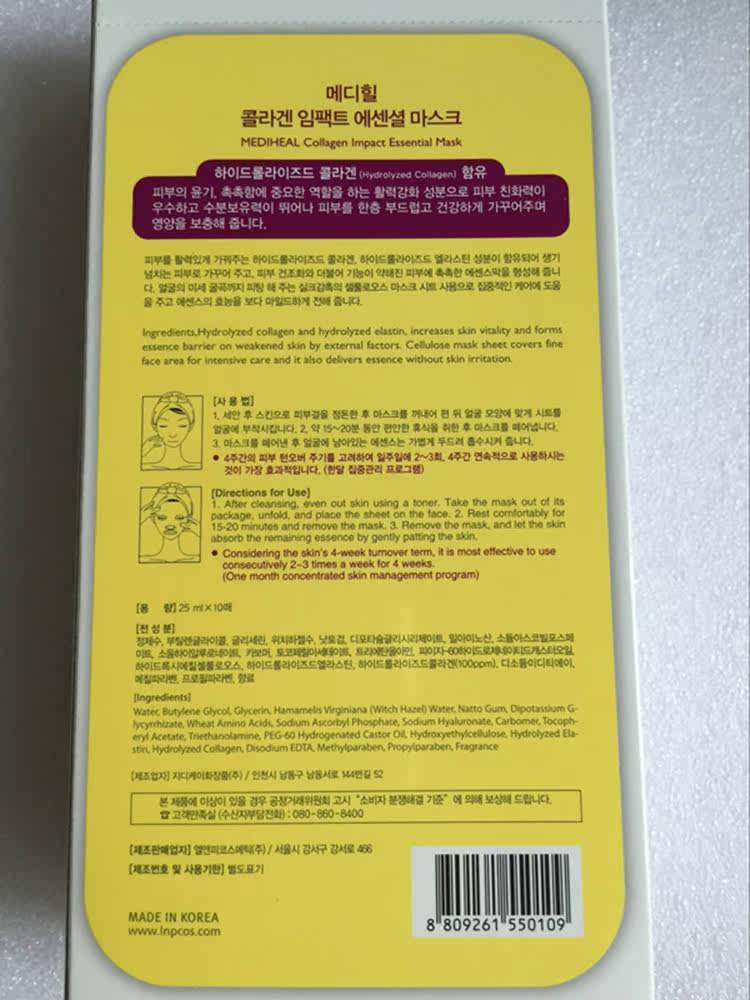 메디힐
콜라겐 임팩트 에센셜 마스크
MEDIHEAL Collagen Impact Essential Mask
하이드롤라이즈드 콜라겐 (Hydrolyzed Collagen) 함유
피부의 윤기, 촉촉함에 중요한 역할을 하는 활력강화 성분으로 피부 친화력이
우수하고 수분보유력이 뛰어나 피부를 한층 부드럽고 건강하게 가꾸어주며
영양을 보충해 줍니다.
피부를 활력있게 가꿔주는 하이드롤라이즈드 콜라겐, 하이드롤라이즈드 엘라스틴 성분이 함유되어 생기
넘치는 피부로 가꾸어 주고, 피부 건조화와 더불어 기능이 약해진 피부에 촉촉한 에센스막을 형성해 줍니
다. 얼굴의 미세 굴곡까지 피팅 해 주는 실크감촉의 셀룰로오스 마스크 시트 사용으로 집중적인 케어에 도움
을 주고 에센스의 효능을 보다 마일드하게 전해 줍니다.
Ingredients,Hydrolyzed collagen and hydrolyzed elastin, increases skin vitality and forms
essence barrier on weakened skin by external factors. Cellulose mask sheet covers fine
face area for intensive care and it also delivers essence without skin irritation.
[사 용 법]
1. 세안 후 스킨으로 피부결을 정돈한 후 마스크를 꺼내어 편 뒤 얼굴 모양에 맞게 시트를
얼굴에 부착시킵니다. 2. 약 15~20분 동안 편안한 휴식을 취한 후 마스크를 떼어냅니다.
3. 마스크를 떼어낸 후 얼굴에 남아있는 에센스는 가볍게 두드려 흡수시켜 줍니다.
● 4주간의 피부 턴오버 주기를 고려하여 일주일에 2~3회, 4주간 연속적으로 사용하시는
것이 가장 효과적입니다. (한달 집중관리 프로그램)
[Directions for Use]
1. After cleansing, even out skin using a toner. Take the mask out of its
package, unfold, and place the sheet on the face. 2. Rest comfortably for
15-20 minutes and remove the mask. 3. Remove the mask, and let the skin
absorb the remaining essence by gently patting the skin.
● Considering the skin's 4-week turnover term, it is most effective to use
consecutively 2~3 times a week for 4 weeks.
(One month concentrated skin management program)
[용 량] 25 ml×10매
[전 성 분]
정제수, 부틸렌글라이콜, 글리세린, 위치하젤수, 낫토검, 디포타슘글리시리제이트, 밀아미노산, 소듐아스코빌포스페
이트, 소듐하이알루로네이트, 카보머, 토코페릴아세테이트, 트리에탄올아민, 피이지-60하이드로제네이티드캐스터오일,
하이드록시에칠셀룰로오스, 하이드롤라이즈드엘라스틴, 하이드롤라이즈드콜라겐(100ppm), 디소듐이디티에이,
메칠파라벤, 프로필파라벤, 향료
[Ingredients]
Water, Butylene Glycol, Glycerin, Hamamelis Virginiana (Witch Hazel) Water, Natto Gum, Dipotassium G-
lycyrrhizate, Wheat Amino Acids, Sodium Ascorbyl Phosphate, Sodium Hyaluronate, Carbomer, Tocoph-
eryl Acetate, Triethanolamine, PEG-60 Hydrogenated Castor Oil, Hydroxyethylcellulose, Hydrolyzed Ela-
stin, Hydrolyzed Collagen, Disodium EDTA, Methylparaben, Propylparaben, Fragrance
[제조업자] 지디케이화장품(주) / 인천시 남동구 남동서로 144번길 52
본 제품에 이상이 있을 경우 공정거래위원회 고시 "소비자 분쟁해결 기준" 에 의해 보상해 드립니다.
☎ 고객만족실 (수신자부담전화) : 080-860-8400
[제조판매업자] 엘앤피코스메틱(주) / 서울시 강서구 강서로 466
[제조번호 및 사용기한] 별도표기
MADE IN KOREA
www.lnpcos.com
8 809261 550109